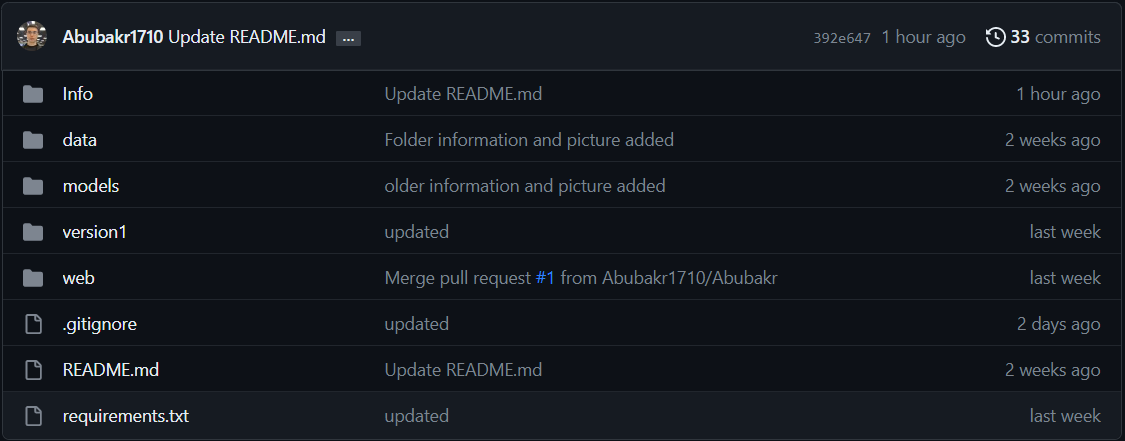 Abubakr1710 Update README.md ... 392e647 1 hour ago 33 commits
Info Update README.md 1 hour ago
data Folder information and picture added 2 weeks ago
models older information and picture added 2 weeks ago
version1 updated last week
web Merge pull request #1 from Abubakr1710/Abubakr last week
.gitignore updated 2 days ago
README.md Update README.md 2 weeks ago
requirements.txt updated last week